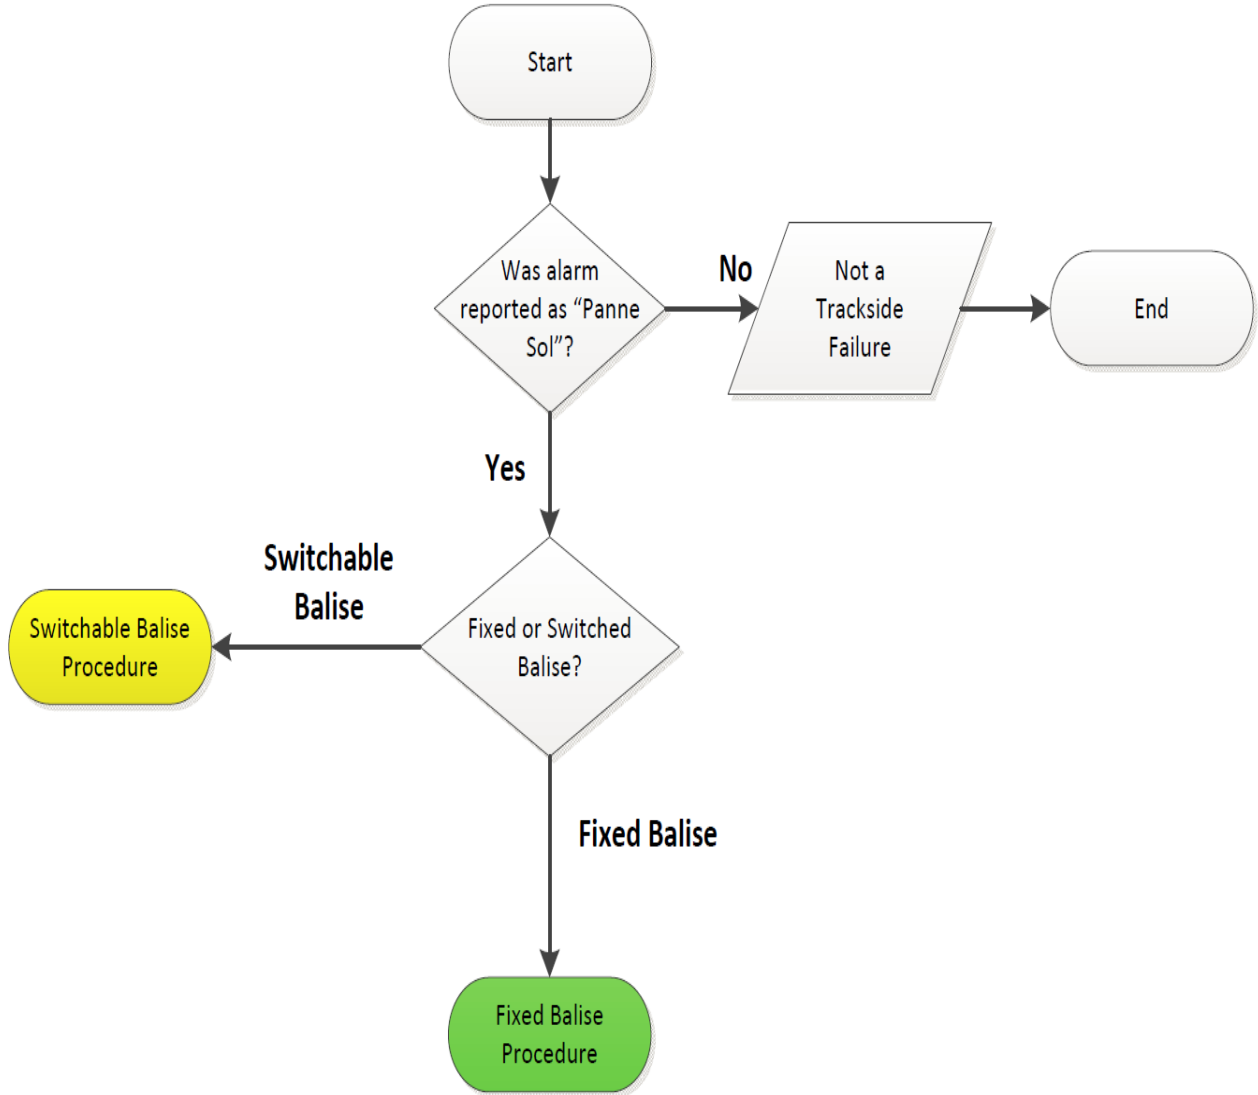 Start
Was alarm
reported as “Panne
Sol”?
No
Not a
Trackside
Failure
End
Yes
Switchable
Balise
Switchable Balise
Procedure
Fixed or Switched
Balise?
Fixed Balise
Fixed Balise
Procedure